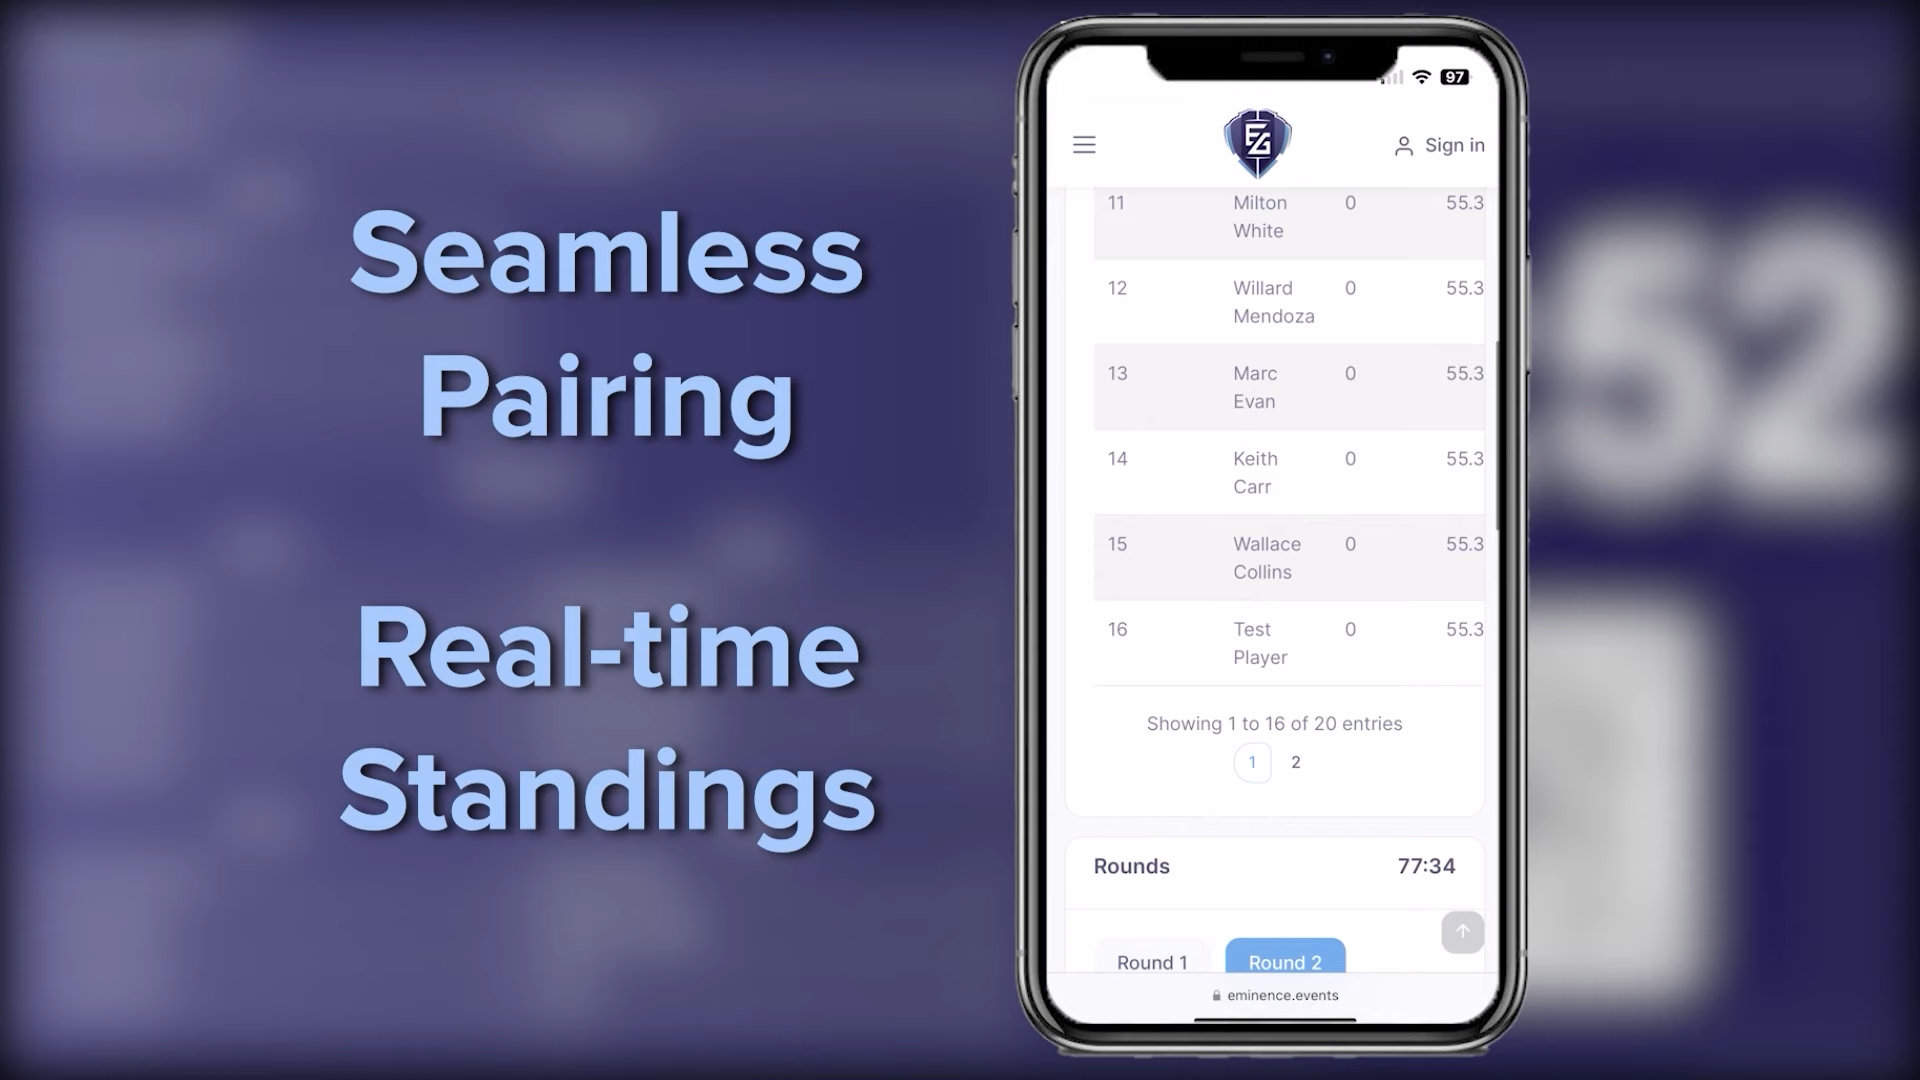 Seamless
Pairing
Real-time
Standings
97
EG
Sign in
11 Milton White 0 55.3
12 Willard Mendoza 0 55.3
13 Marc Evan 0 55.3
14 Keith Carr 0 55.3
15 Wallace Collins 0 55.3
16 Test Player 0 55.3
Showing 1 to 16 of 20 entries
1 2
Rounds 77:34
Round 1 Round 2
eminence.events
52